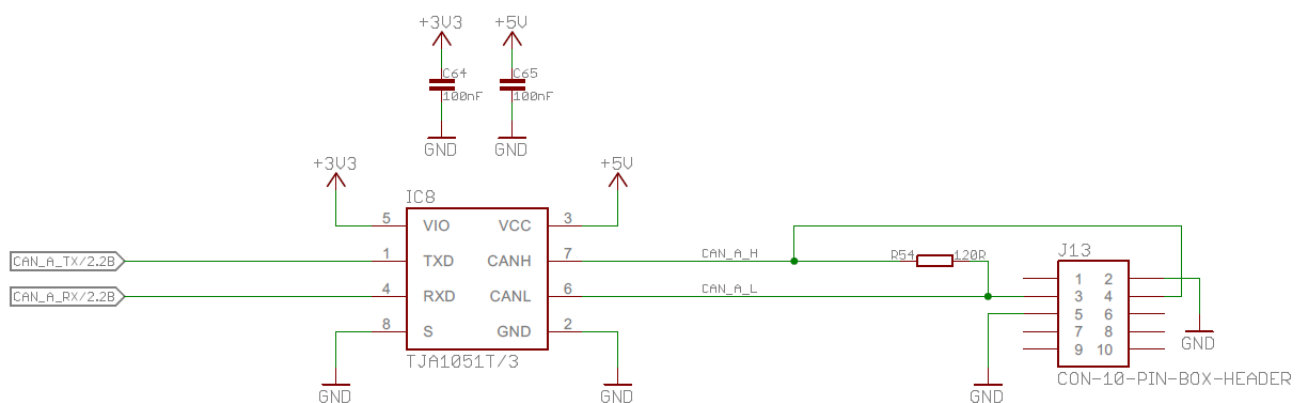 +3V3 +5V
C64 C65
100nF 100nF
GND GND
+3V3 +5V
IC8
5 VIO VCC 3
CAN_A_TX/2.2B 1 TXD CANH 7 CAN_A_H R54 120R J13
1 2
CAN_A_RX/2.2B 4 RXD CANL 6 CAN_A_L 3 4
5 6
8 S GND 2 7 8 GND
9 10
TJA1051T/3
GND GND GND CON-10-PIN-BOX-HEADER